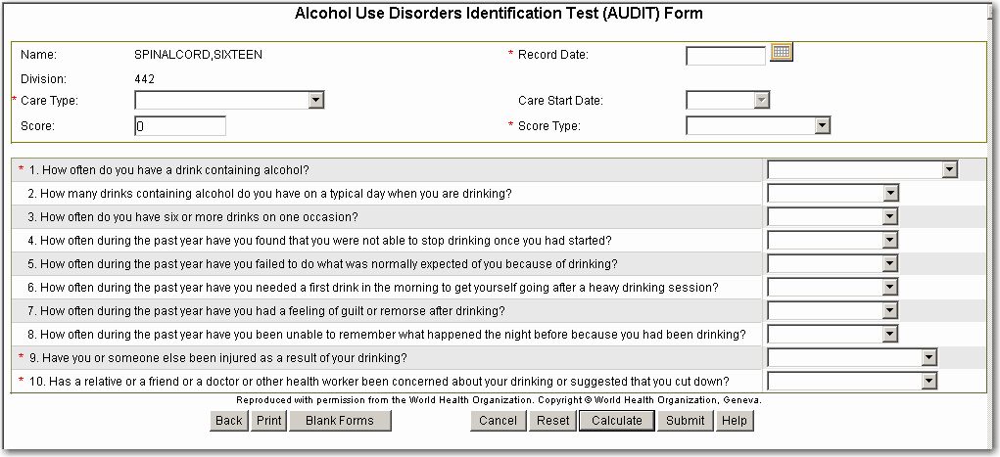 Alcohol Use Disorders Identification Test (AUDIT) Form
Name: SPINALCORD,SIXTEEN * Record Date:
Division: 442
* Care Type: Care Start Date:
Score: 0 * Score Type:
* 1. How often do you have a drink containing alcohol?
2. How many drinks containing alcohol do you have on a typical day when you are drinking?
3. How often do you have six or more drinks on one occasion?
4. How often during the past year have you found that you were not able to stop drinking once you had started?
5. How often during the past year have you failed to do what was normally expected of you because of drinking?
6. How often during the past year have you needed a first drink in the morning to get yourself going after a heavy drinking session?
7. How often during the past year have you had a feeling of guilt or remorse after drinking?
8. How often during the past year have you been unable to remember what happened the night before because you had been drinking?
* 9. Have you or someone else been injured as a result of your drinking?
* 10. Has a relative or a friend or a doctor or other health worker been concerned about your drinking or suggested that you cut down?
Reproduced with permission from the World Health Organization. Copyright © World Health Organization, Geneva.
Back Print Blank Forms Cancel Reset Calculate Submit Help